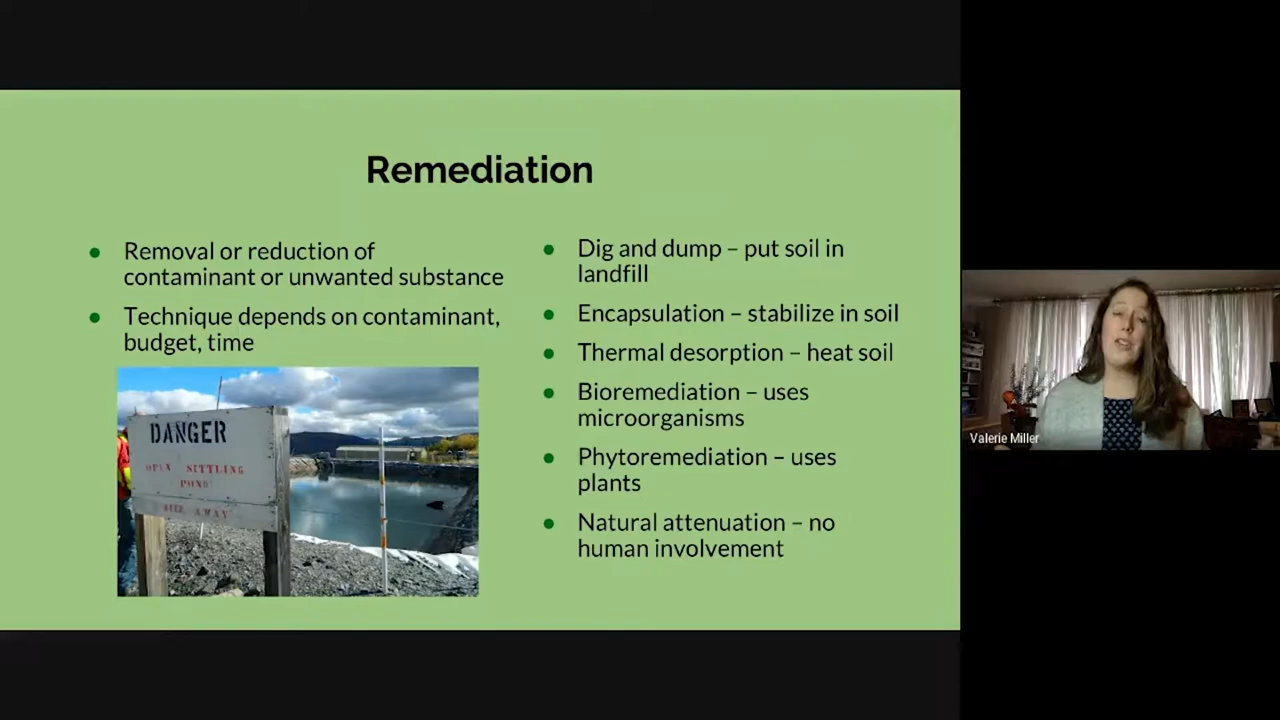 Remediation
● Removal or reduction of
contaminant or unwanted substance
● Technique depends on contaminant,
budget, time
DANGER
OPEN SETTLING
POND
KEEP AWAY
● Dig and dump – put soil in
landfill
● Encapsulation – stabilize in soil
● Thermal desorption – heat soil
● Bioremediation – uses
microorganisms
● Phytoremediation – uses
plants
● Natural attenuation – no
human involvement
Valerie Miller